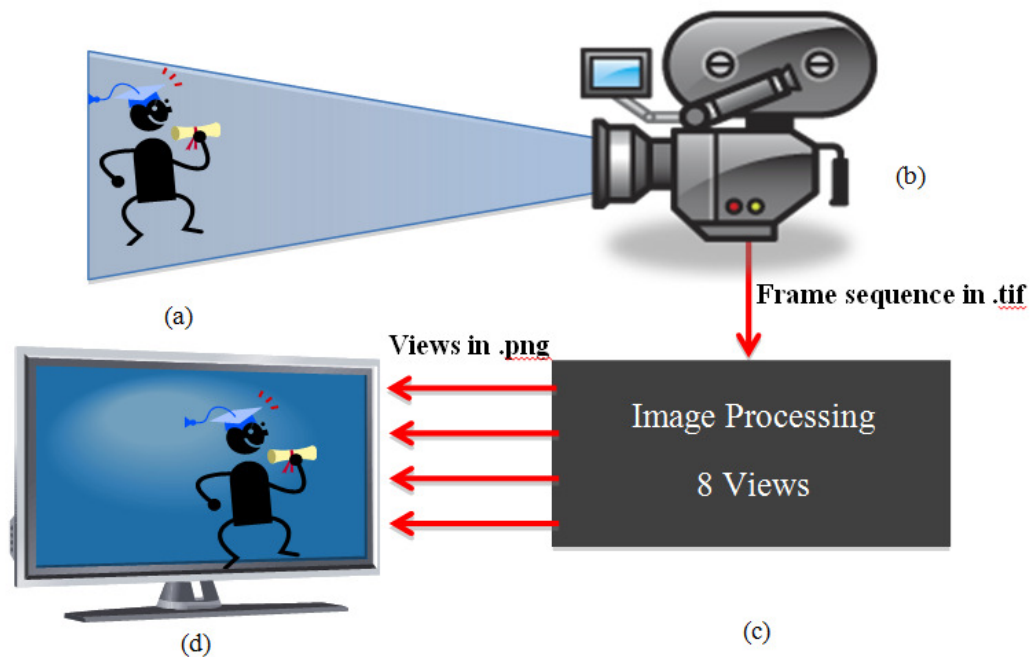 (b)
Frame sequence in .tif
(a)
Views in .png
Image Processing
8 Views
(c)
(d)